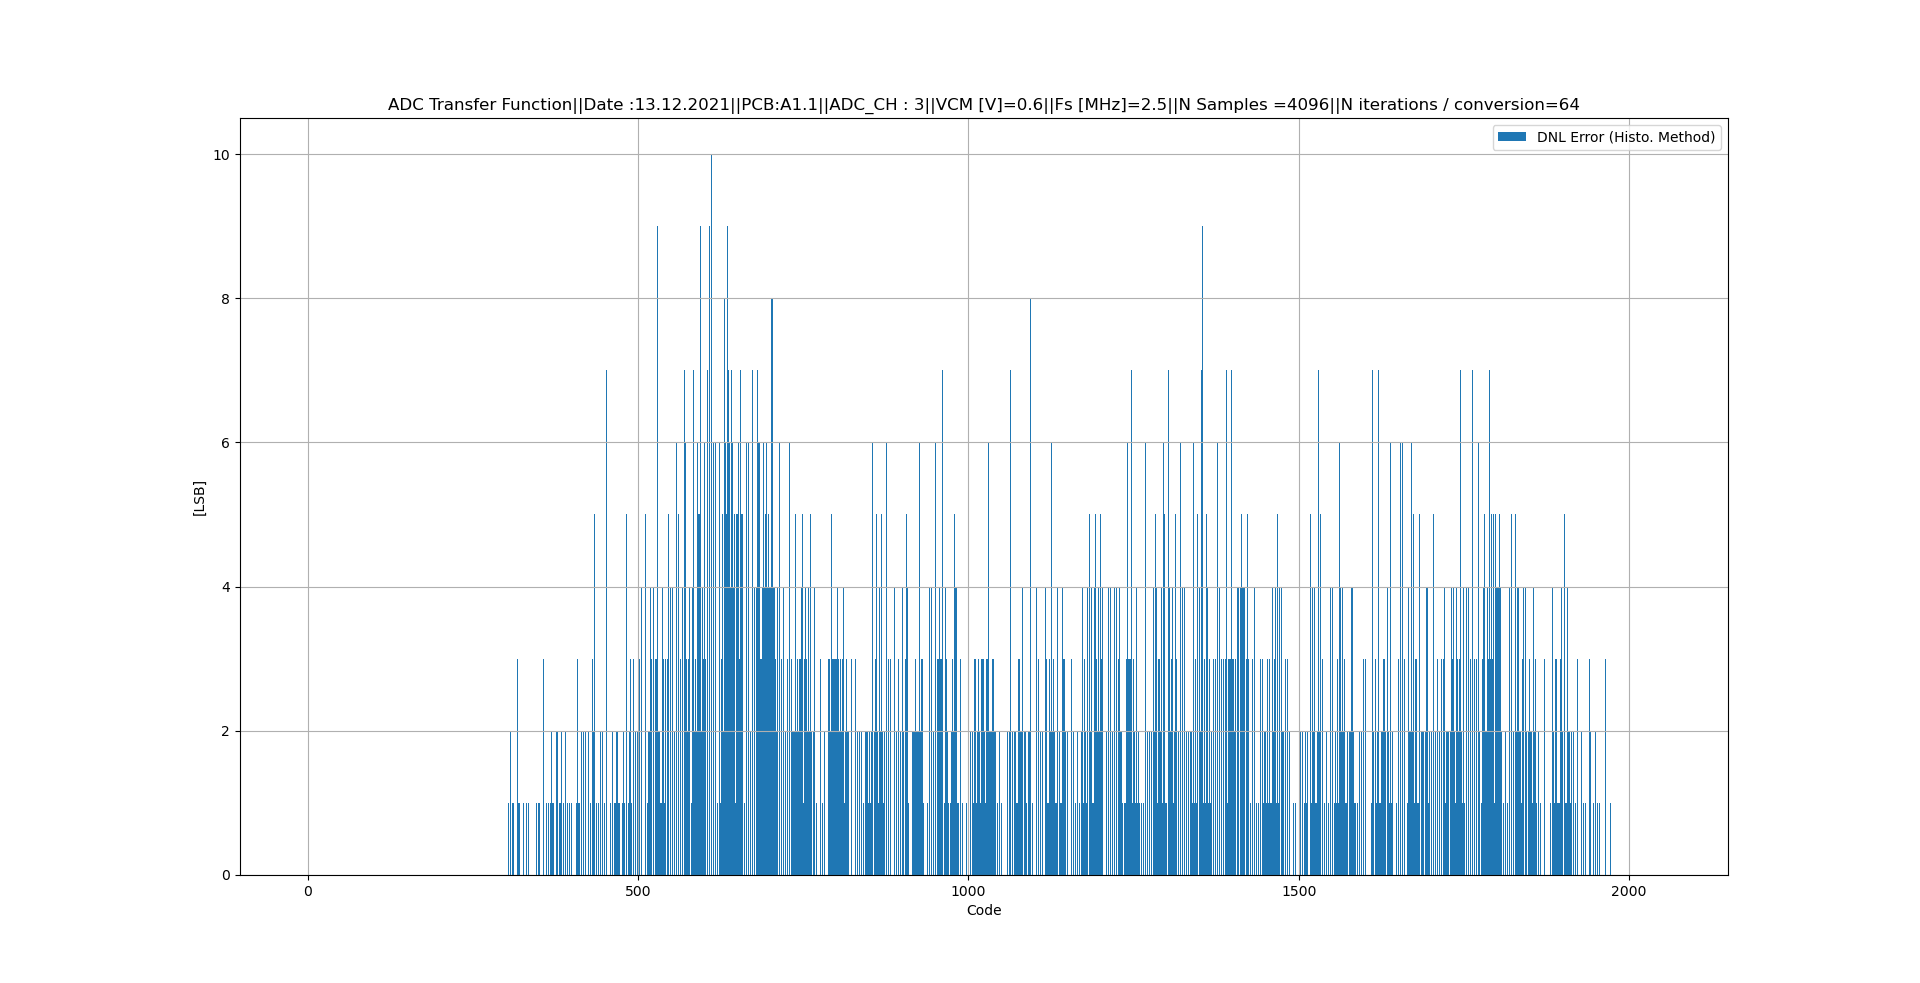 ADC Transfer Function||Date :13.12.2021||PCB:A1.1||ADC_CH : 3||VCM [V]=0.6||Fs [MHz]=2.5||N Samples =4096||N iterations / conversion=64
DNL Error (Histo. Method)
10
8
6
4
2
0
[LSB]
0 500 1000 1500 2000
Code